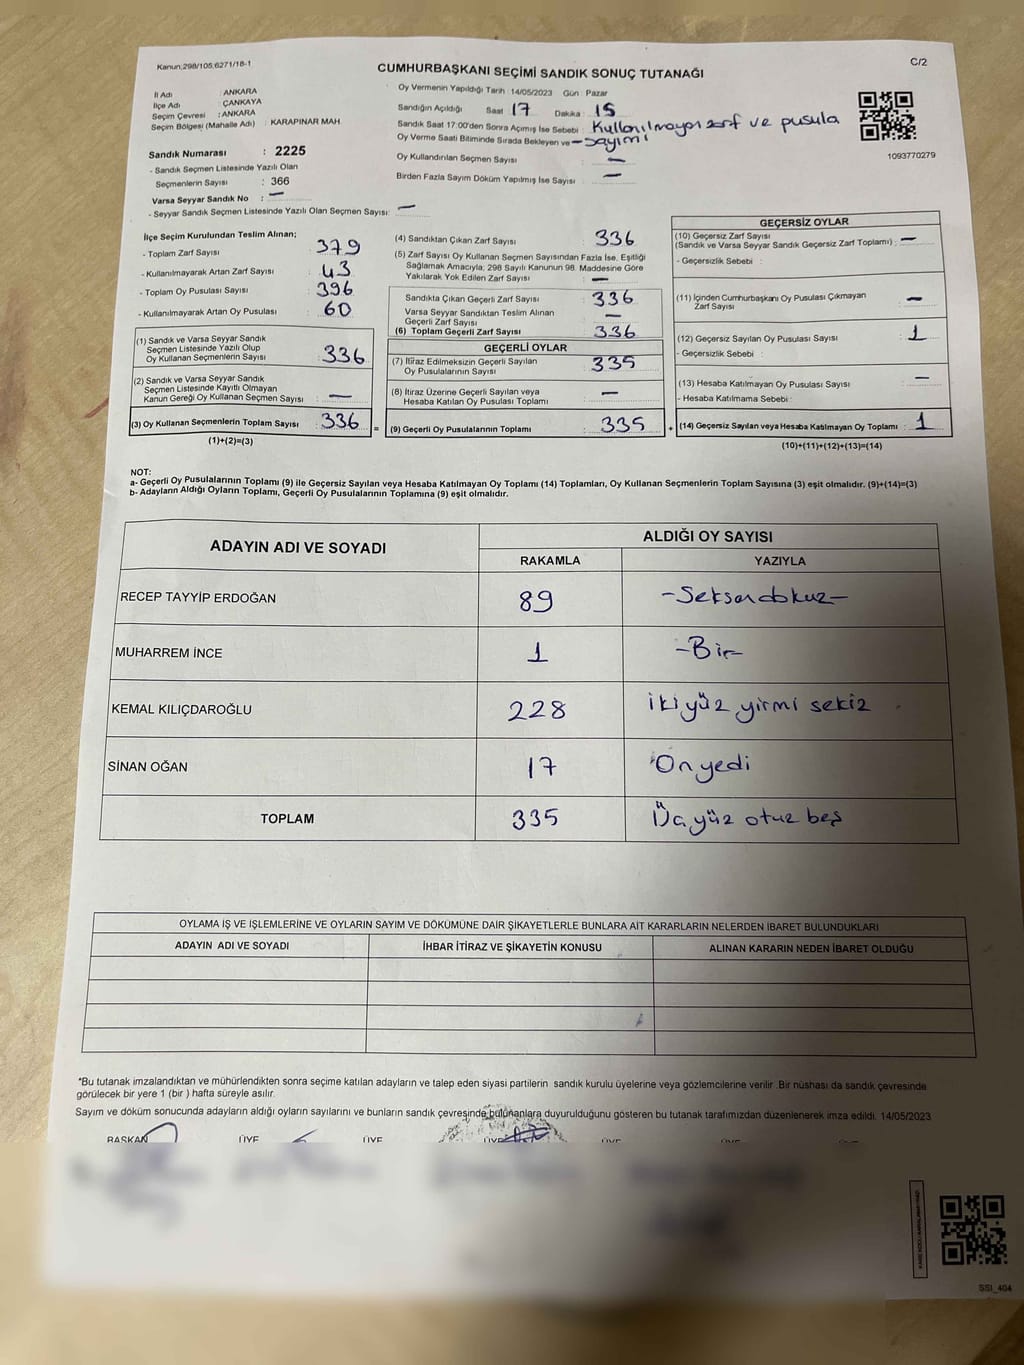 Kanun;298/105;6271/18-1
CUMHURBAŞKANI SEÇİMİ SANDIK SONUÇ TUTANAĞI
C/2
İl Adı : ANKARA
İlçe Adı : ÇANKAYA
Seçim Çevresi : ANKARA
Seçim Bölgesi (Mahalle Adı) : KARAPINAR MAH.
Sandık Numarası : 2225
- Sandık Seçmen Listesinde Yazılı Olan
Seçmenlerin Sayısı : 366
Varsa Seyyar Sandık No : —
- Seyyar Sandık Seçmen Listesinde Yazılı Olan Seçmen Sayısı: —
Oy Vermenin Yapıldığı Tarih : 14/05/2023 Gün : Pazar
Sandığın Açıldığı Saat 17 Dakika : 15
Sandık Saat 17:00'den Sonra Açmış İse Sebebi : Kullanılmayan zarf ve pusula
Oy Verme Saati Bitiminde Sırada Bekleyen ve — sayımı
Oy Kullandırılan Seçmen Sayısı : —
Birden Fazla Sayım Döküm Yapılmış İse Sayısı : —
1093770279
İlçe Seçim Kurulundan Teslim Alınan;
- Toplam Zarf Sayısı : 379
- Kullanılmayarak Artan Zarf Sayısı : 43
- Toplam Oy Pusulası Sayısı : 396
- Kullanılmayarak Artan Oy Pusulası : 60
(1) Sandık ve Varsa Seyyar Sandık
Seçmen Listesinde Yazılı Olup
Oy Kullanan Seçmenlerin Sayısı : 336
(2) Sandık ve Varsa Seyyar Sandık
Seçmen Listesinde Kayıtlı Olmayan
Kanun Gereği Oy Kullanan Seçmen Sayısı : —
(3) Oy Kullanan Seçmenlerin Toplam Sayısı : 336 =
(1)+(2)=(3)
(4) Sandıktan Çıkan Zarf Sayısı : 336
(5) Zarf Sayısı Oy Kullanan Seçmen Sayısından Fazla İse, Eşitliği
Sağlamak Amacıyla; 298 Sayılı Kanunun 98. Maddesine Göre
Yakılarak Yok Edilen Zarf Sayısı : —
Sandıkta Çıkan Geçerli Zarf Sayısı : 336
Varsa Seyyar Sandıktan Teslim Alınan
Geçerli Zarf Sayısı : —
(6) Toplam Geçerli Zarf Sayısı : 336
GEÇERLİ OYLAR
(7) İtiraz Edilmeksizin Geçerli Sayılan
Oy Pusulalarının Sayısı : 335
(8) İtiraz Üzerine Geçerli Sayılan veya
Hesaba Katılan Oy Pusulası Toplamı : —
(9) Geçerli Oy Pusulalarının Toplamı : 335 +
GEÇERSİZ OYLAR
(10) Geçersiz Zarf Sayısı
(Sandık ve Varsa Seyyar Sandık Geçersiz Zarf Toplamı) : —
- Geçersizlik Sebebi :
(11) İçinden Cumhurbaşkanı Oy Pusulası Çıkmayan
Zarf Sayısı : —
(12) Geçersiz Sayılan Oy Pusulası Sayısı : 1
- Geçersizlik Sebebi :
(13) Hesaba Katılmayan Oy Pusulası Sayısı : —
- Hesaba Katılmama Sebebi :
(14) Geçersiz Sayılan veya Hesaba Katılmayan Oy Toplamı : 1
(10)+(11)+(12)+(13)=(14)
NOT:
a- Geçerli Oy Pusulalarının Toplamı (9) ile Geçersiz Sayılan veya Hesaba Katılmayan Oy Toplamı (14) Toplamları, Oy Kullanan Seçmenlerin Toplam Sayısına (3) eşit olmalıdır. (9)+(14)=(3)
b- Adayların Aldığı Oyların Toplamı, Geçerli Oy Pusulalarının Toplamına (9) eşit olmalıdır.
ADAYIN ADI VE SOYADI
ALDIĞI OY SAYISI
RAKAMLA YAZIYLA
RECEP TAYYİP ERDOĞAN 89 -Seksendokuz-
MUHARREM İNCE 1 -Bir-
KEMAL KILIÇDAROĞLU 228 İkiyüz yirmi sekiz
SİNAN OĞAN 17 Onyedi
TOPLAM 335 Üçyüz otuz beş
OYLAMA İŞ VE İŞLEMLERİNE VE OYLARIN SAYIM VE DÖKÜMÜNE DAİR ŞİKAYETLERLE BUNLARA AİT KARARLARIN NELERDEN İBARET BULUNDUKLARI
ADAYIN ADI VE SOYADI İHBAR İTİRAZ VE ŞİKAYETİN KONUSU ALINAN KARARIN NEDEN İBARET OLDUĞU
*Bu tutanak imzalandıktan ve mühürlendikten sonra seçime katılan adayların ve talep eden siyasi partilerin sandık kurulu üyelerine veya gözlemcilerine verilir .Bir nüshası da sandık çevresinde
görülecek bir yere 1 (bir ) hafta süreyle asılır.
Sayım ve döküm sonucunda adayların aldığı oyların sayılarını ve bunların sandık çevresinde bulunanlara duyurulduğunu gösteren bu tutanak tarafımızdan düzenlenerek imza edildi. 14/05/2023
BAŞKAN ÜYE ÜYE ÜYE ÜYE ÜYE
SSI_404